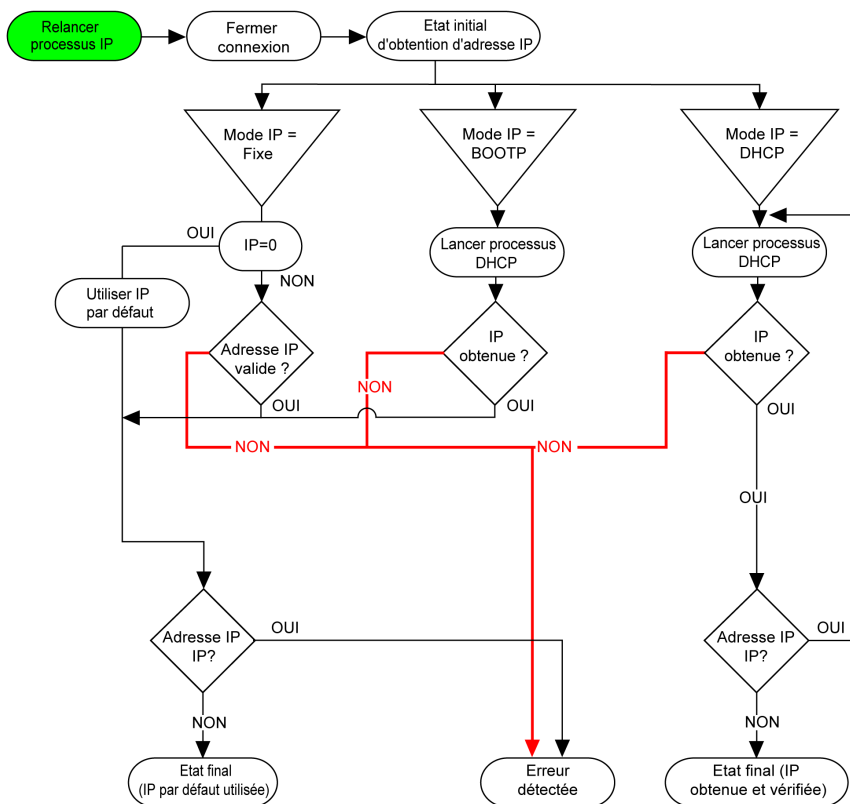 Relancer
processus IP
Fermer
connexion
Etat initial
d'obtention d'adresse IP
Mode IP =
Fixe
Mode IP =
BOOTP
Mode IP =
DHCP
OUI
IP=0
NON
Lancer processus
DHCP
Lancer processus
DHCP
Utiliser IP
par défaut
Adresse IP
valide ?
IP
obtenue ?
IP
obtenue ?
NON
OUI
OUI
OUI
NON
NON
OUI
Adresse IP
IP?
OUI
Adresse IP
IP?
OUI
NON
NON
Etat final
(IP par défaut utilisée)
Erreur
détectée
Etat final (IP
obtenue et vérifiée)